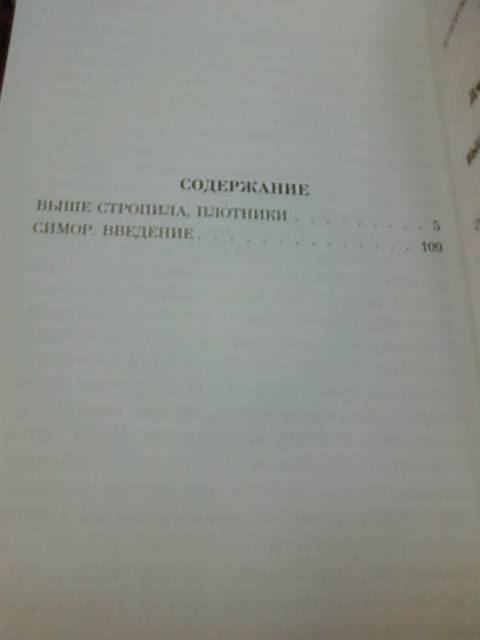 СОДЕРЖАНИЕ
ВЫШЕ СТРОПИЛА, ПЛОТНИКИ . . . . . . . . . 5
СИМОР. ВВЕДЕНИЕ. . . . . . . . . . . . . 109